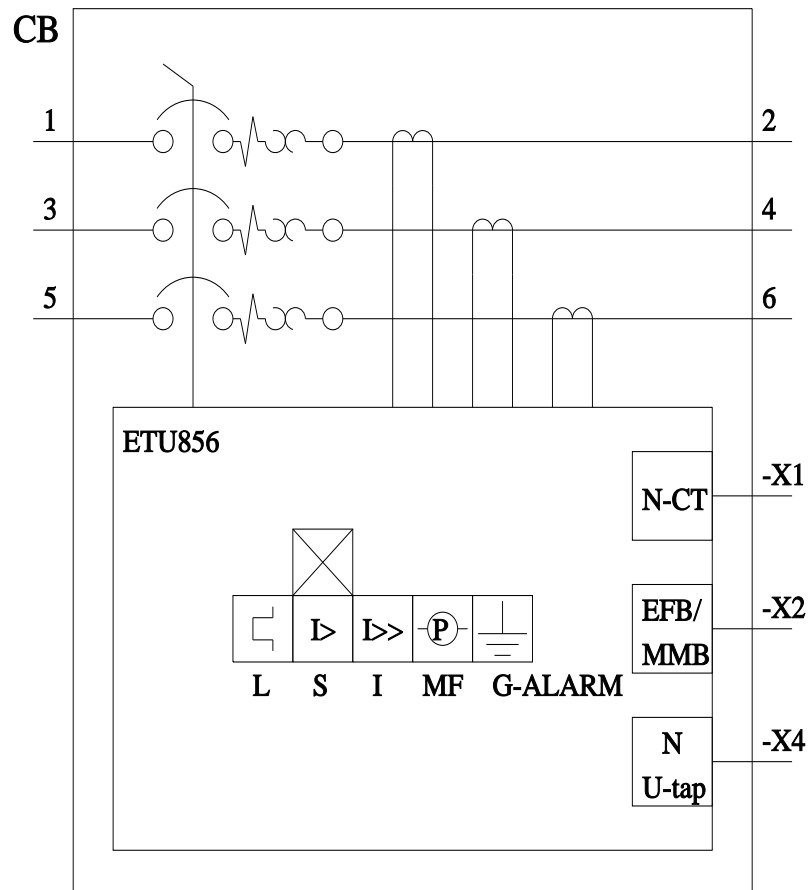 CB
1
2
3
4
5
6
ETU856
N-CT
-X1
EFB/
MMB
-X2
I> I>> P
L S I MF G-ALARM
N
U-tap
-X4